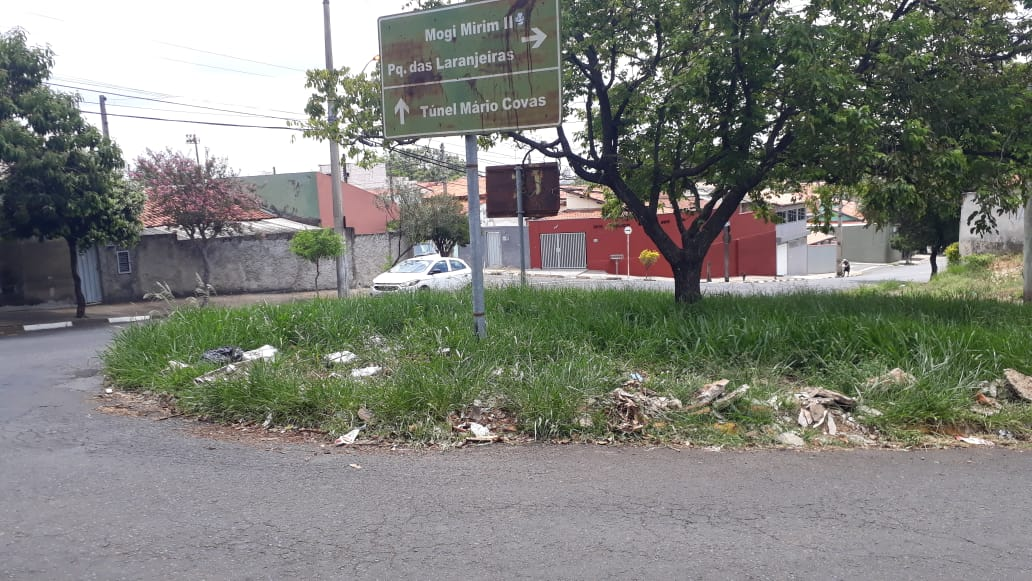 Mogi Mirim II
Pq. das Laranjeiras
Túnel Mário Covas